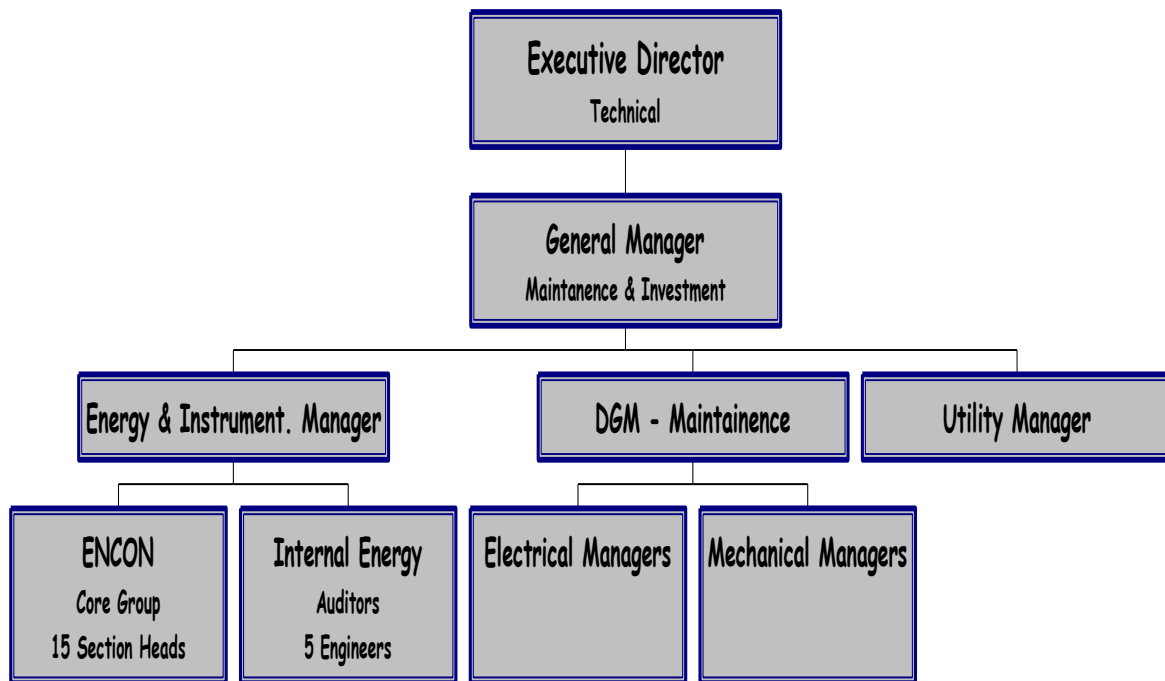 Executive Director
Technical
General Manager
Maintanence & Investment
Energy & Instrument. Manager
DGM - Maintainence
Utility Manager
ENCON
Core Group
15 Section Heads
Internal Energy
Auditors
5 Engineers
Electrical Managers
Mechanical Managers